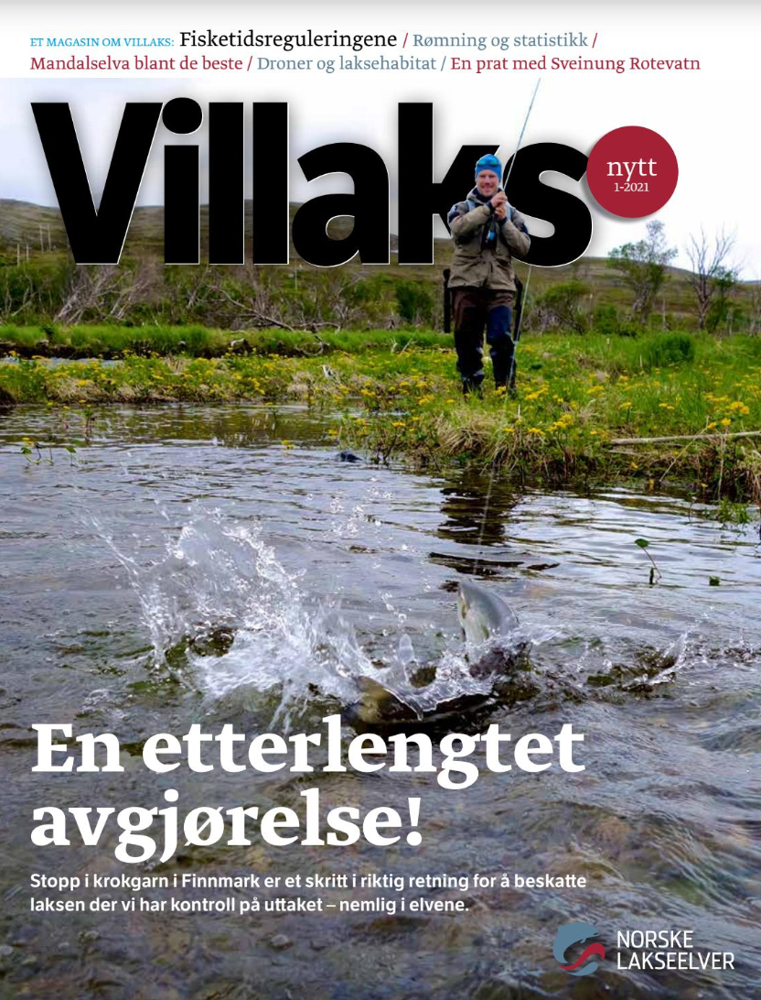 ET MAGASIN OM VILLAKS: Fisketidsreguleringene / Rømning og statistikk /
Mandalselva blant de beste / Droner og laksehabitat / En prat med Sveinung Rotevatn
Villaks
nytt
1-2021
En etterlengtet
avgjørelse!
Stopp i krokgarn i Finnmark er et skritt i riktig retning for å beskatte
laksen der vi har kontroll på uttaket – nemlig i elvene.
NORSKE
LAKSEELVER